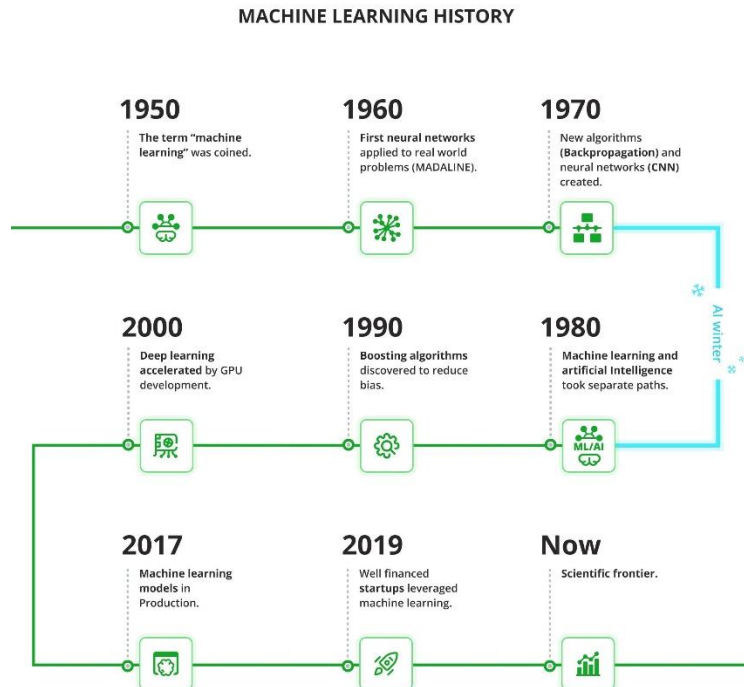 MACHINE LEARNING HISTORY
1950
The term “machine
learning” was coined.
1960
First neural networks
applied to real world
problems (MADALINE).
1970
New algorithms
(Backpropagation) and
neural networks (CNN)
created.
AI winter
2000
Deep learning
accelerated by GPU
development.
1990
Boosting algorithms
discovered to reduce
bias.
1980
Machine learning and
artificial Intelligence
took separate paths.
ML/AI
2017
Machine learning
models in
Production.
2019
Well financed
startups leveraged
machine learning.
Now
Scientific frontier.